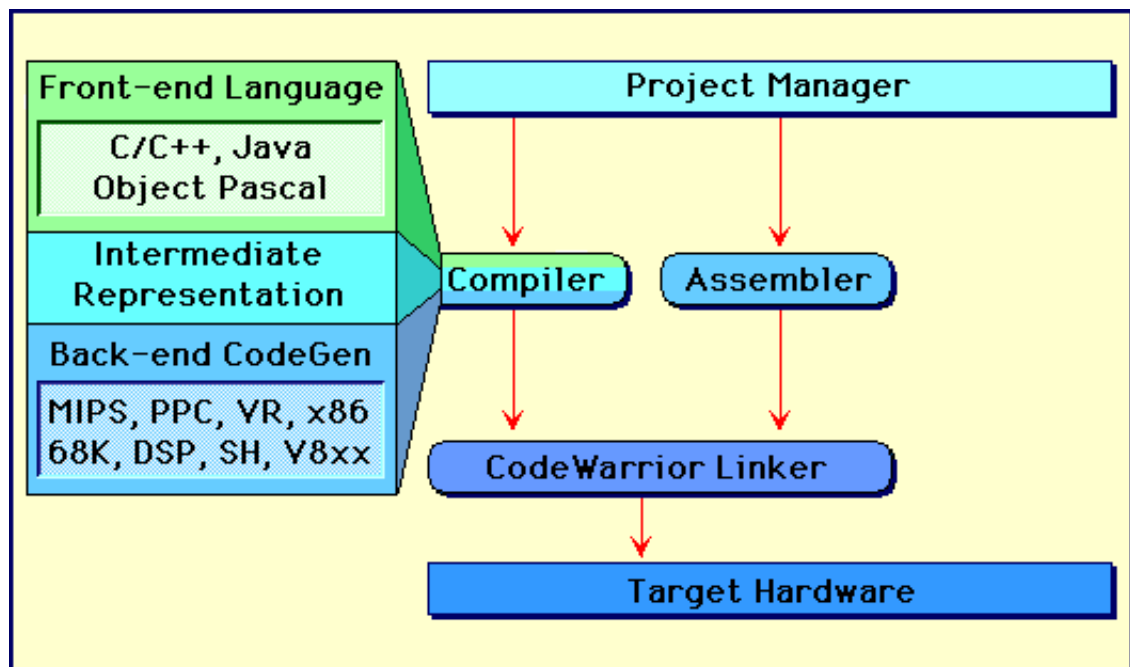 Front-end Language
C/C++, Java
Object Pascal
Intermediate
Representation
Back-end CodeGen
MIPS, PPC, VR, x86
68K, DSP, SH, V8xx
Project Manager
Compiler
Assembler
CodeWarrior Linker
Target Hardware